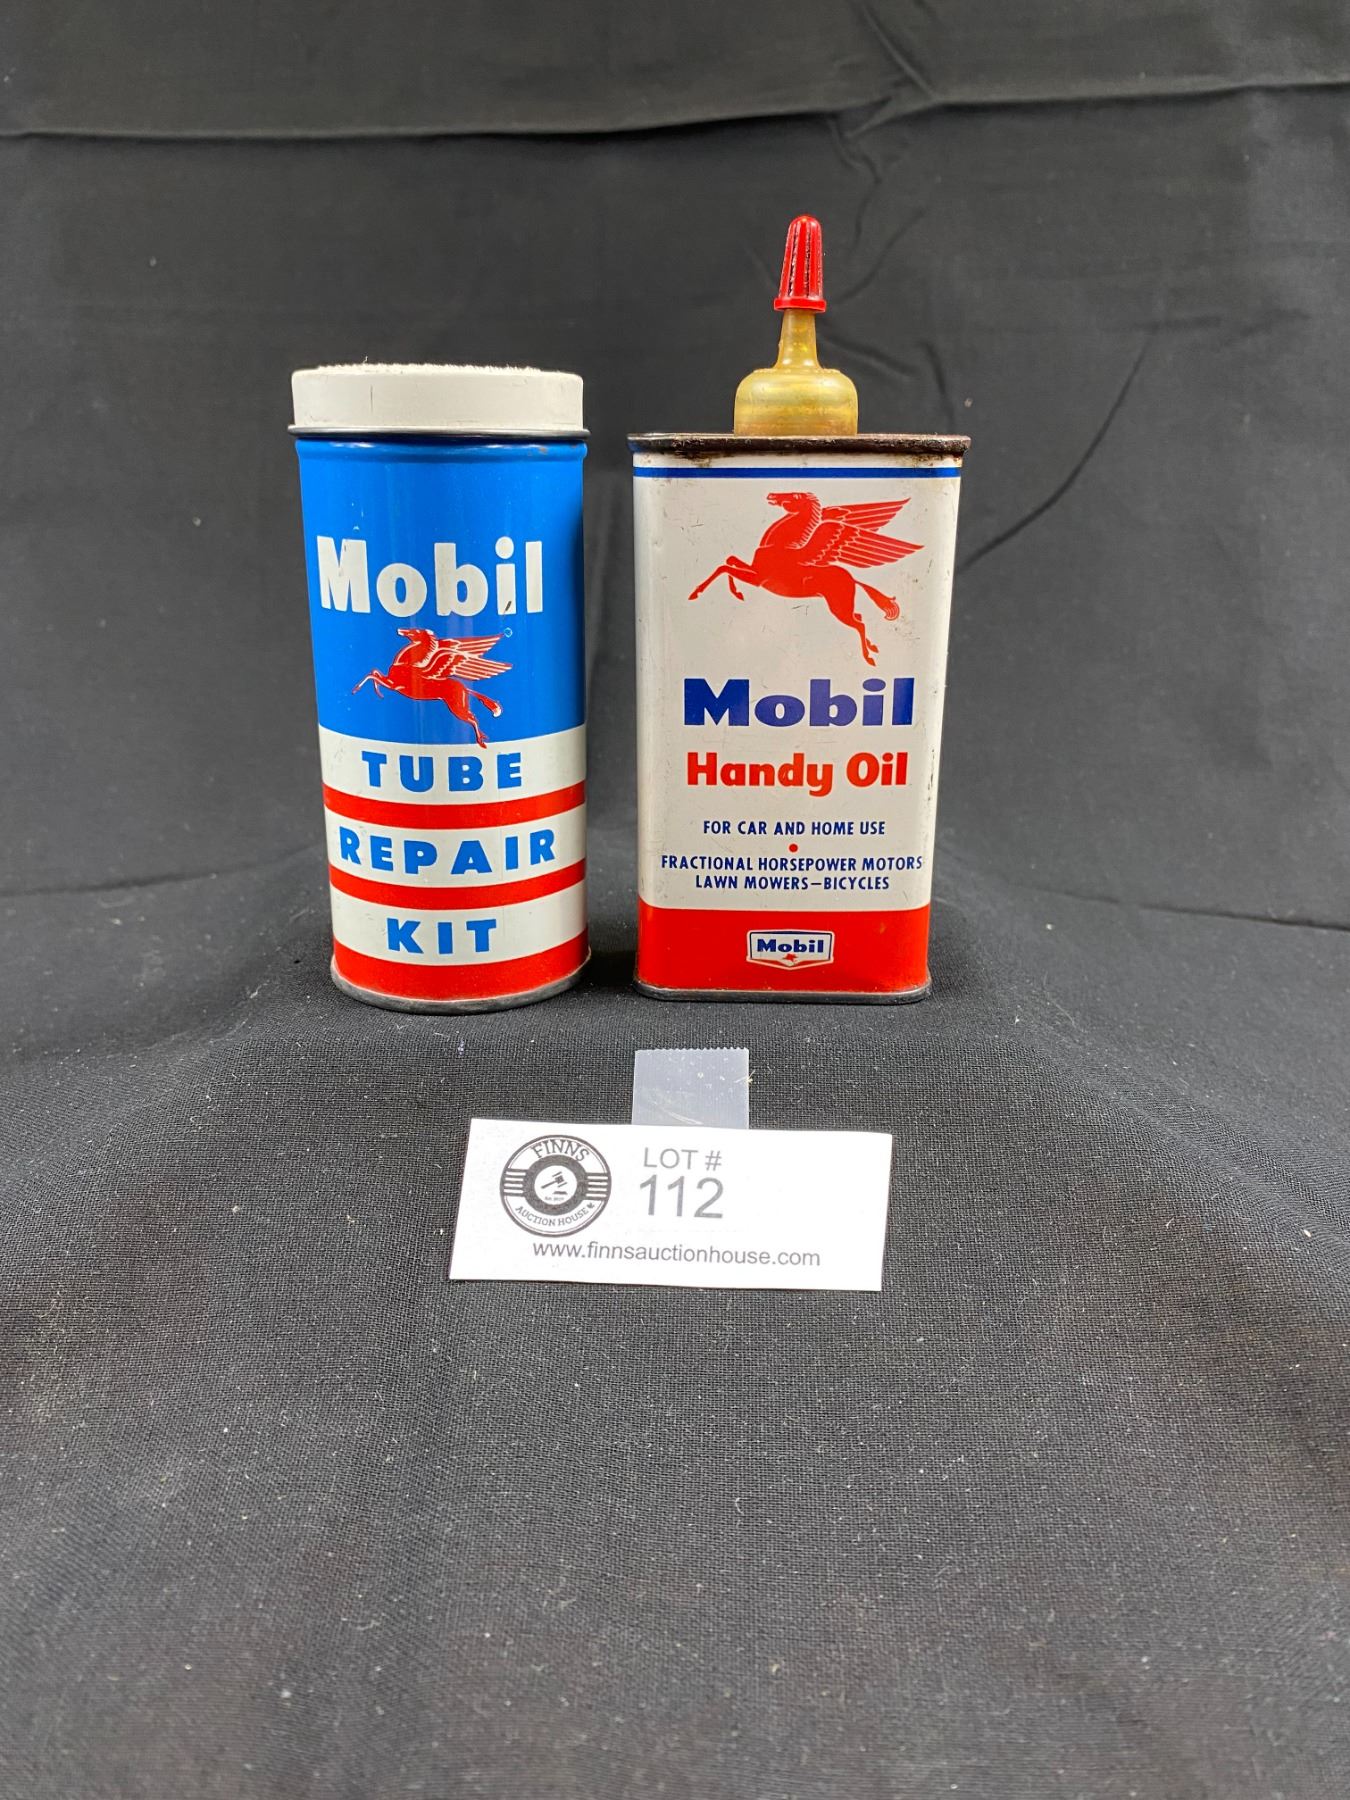 Mobil
TUBE
REPAIR
KIT
Mobil
Handy Oil
FOR CAR AND HOME USE
FRACTIONAL HORSEPOWER MOTORS
LAWN MOWERS—BICYCLES
Mobil
FINNS
AUCTION HOUSE
LOT #
112
www.finnsauctionhouse.com